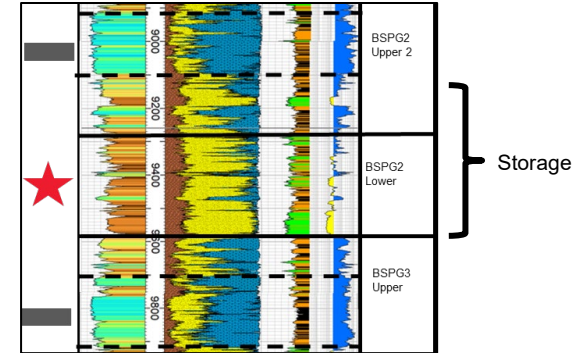 BSPG2
Upper 2
9000
9200
BSPG2
Lower
9400
Storage
9600
BSPG3
Upper
9800